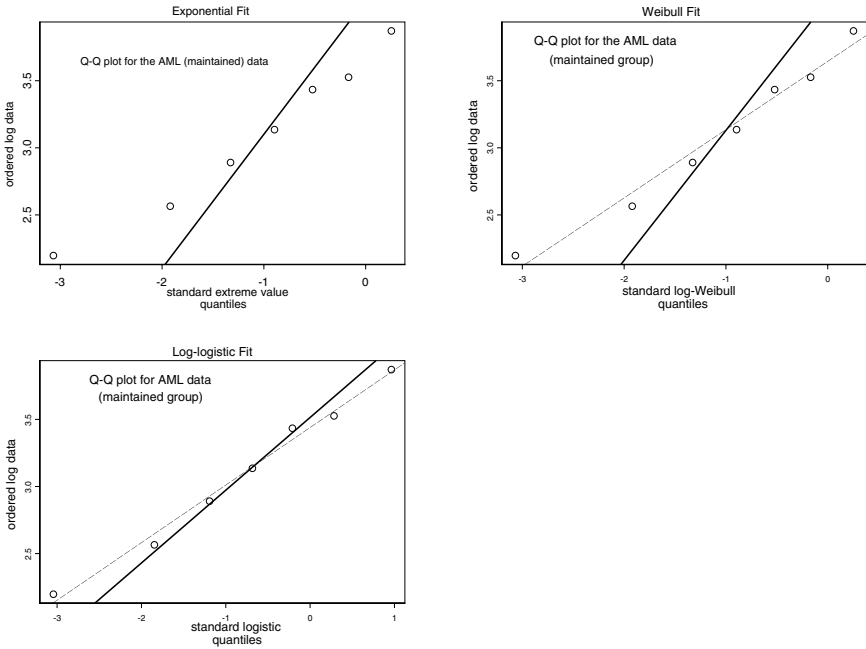 Exponential Fit
Q-Q plot for the AML (maintained) data
ordered log data
3.5
3.0
2.5
-3
-2
-1
0
standard extreme value
quantiles
Weibull Fit
Q-Q plot for the AML data
(maintained group)
ordered log data
3.5
3.0
2.5
-3
-2
-1
0
standard log-Weibull
quantiles
Log-logistic Fit
Q-Q plot for AML data
(maintained group)
ordered log data
3.5
3.0
2.5
-3
-2
-1
0
1
standard logistic
quantiles